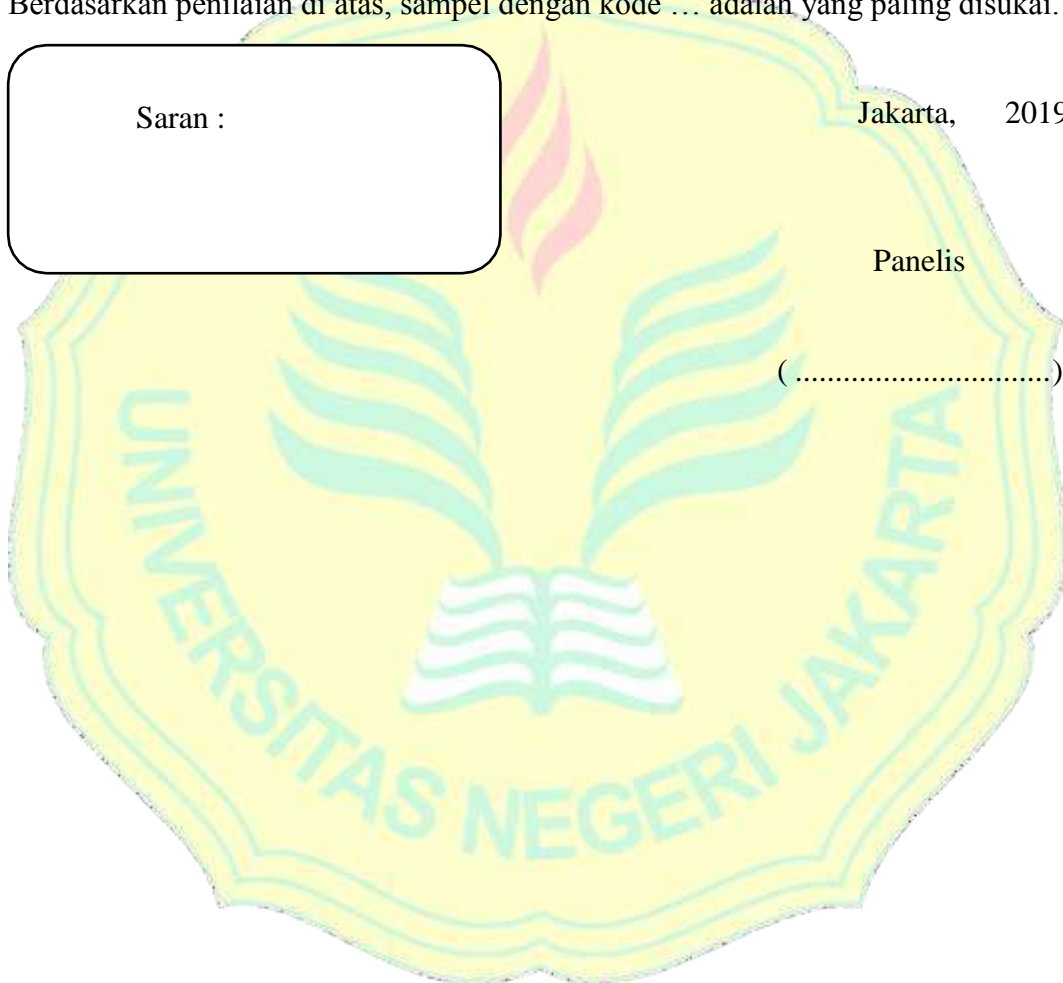 Berdasarkan penilaian di atas, sampel dengan kode … adalah yang paling disukai.
Saran :
Jakarta, 2019
Panelis
( ................................)
UNIVERSITAS NEGERI JAKARTA